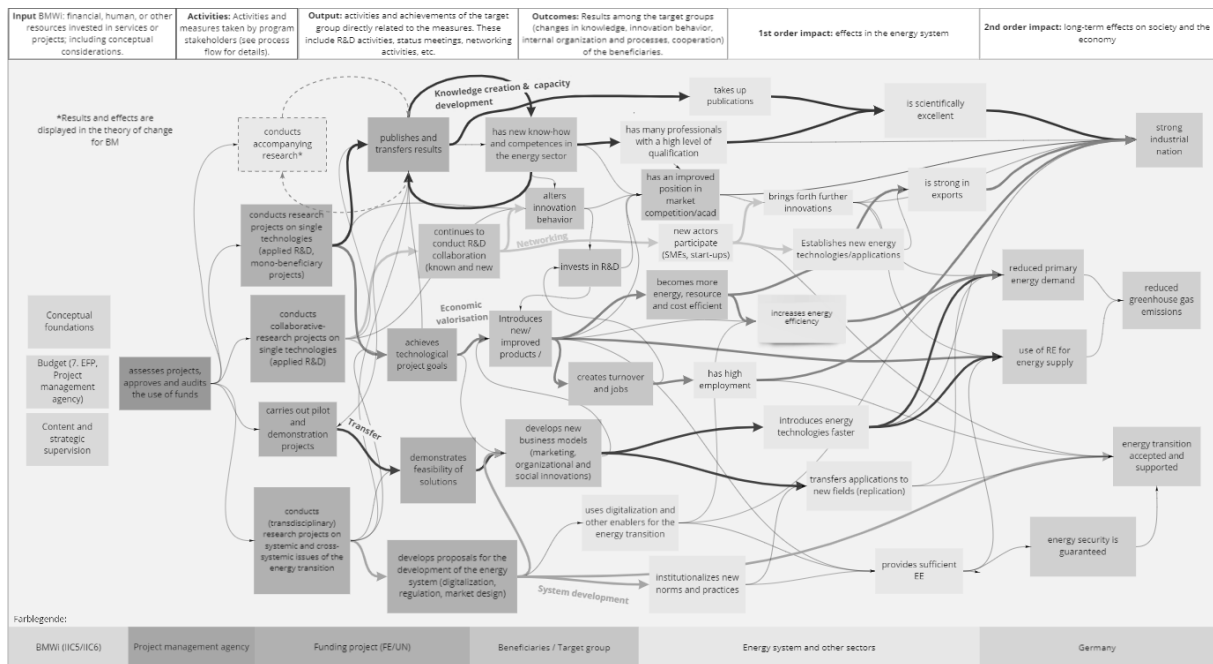 Input BMWi: financial, human, or other
resources invested in services or
projects; including conceptual
considerations.
Activities: Activities and
measures taken by program
stakeholders (see process
flow for details).
Output: activities and achievements of the target
group directly related to the measures. These
include R&D activities, status meetings, networking
activities, etc.
Outcomes: Results among the target groups
(changes in knowledge, innovation behavior,
internal organization and processes, cooperation)
of the beneficiaries.
1st order impact: effects in the energy system
2nd order impact: long-term effects on society and the
economy
*Results and effects are
displayed in the theory of change
for BM
Knowledge creation & capacity
development
conducts
accompanying
research*
publishes and
transfers results
has new know-how
and competences in
the energy sector
takes up
publications
has many professionals
with a high level of
qualification
is scientifically
excellent
strong
industrial
nation
conducts research
projects on single
technologies
(applied R&D,
mono-beneficiary
projects)
continues to
conduct R&D
collaboration
(known and new
alters
innovation
behavior
Networking
invests in R&D
has an improved
position in
market
competition/acad
new actors
participate
(SMEs, start-ups)
brings forth further
innovations
is strong in
exports
Establishes new energy
technologies/applications
Conceptual
foundations
Budget (7. EFP,
Project
management
agency)
Content and
strategic
supervision
assesses projects,
approves and audits
the use of funds
conducts
collaborative-
research projects on
single technologies
(applied R&D)
achieves
technological
project goals
Economic
valorisation
Introduces
new/
improved
products /
becomes more
energy, resource
and cost efficient
increases energy
efficiency
reduced primary
energy demand
reduced
greenhouse gas
emissions
creates turnover
and jobs
has high
employment
use of RE for
energy supply
carries out pilot
and
demonstration
projects
Transfer
demonstrates
feasibility of
solutions
develops new
business models
(marketing,
organizational and
social innovations)
introduces energy
technologies faster
transfers applications to
new fields (replication)
energy transition
accepted and
supported
conducts
(transdisciplinary)
research projects on
systemic and cross-
systemic issues of the
energy transition
develops proposals for the
development of the energy
system (digitalization,
regulation, market design)
uses digitalization and
other enablers for the
energy transition
System development
institutionalizes new
norms and practices
provides sufficient
EE
energy security is
guaranteed
Farblegende:
BMWi (IIC5/IIC6)
Project management agency
Funding project (FE/UN)
Beneficiaries / Target group
Energy system and other sectors
Germany